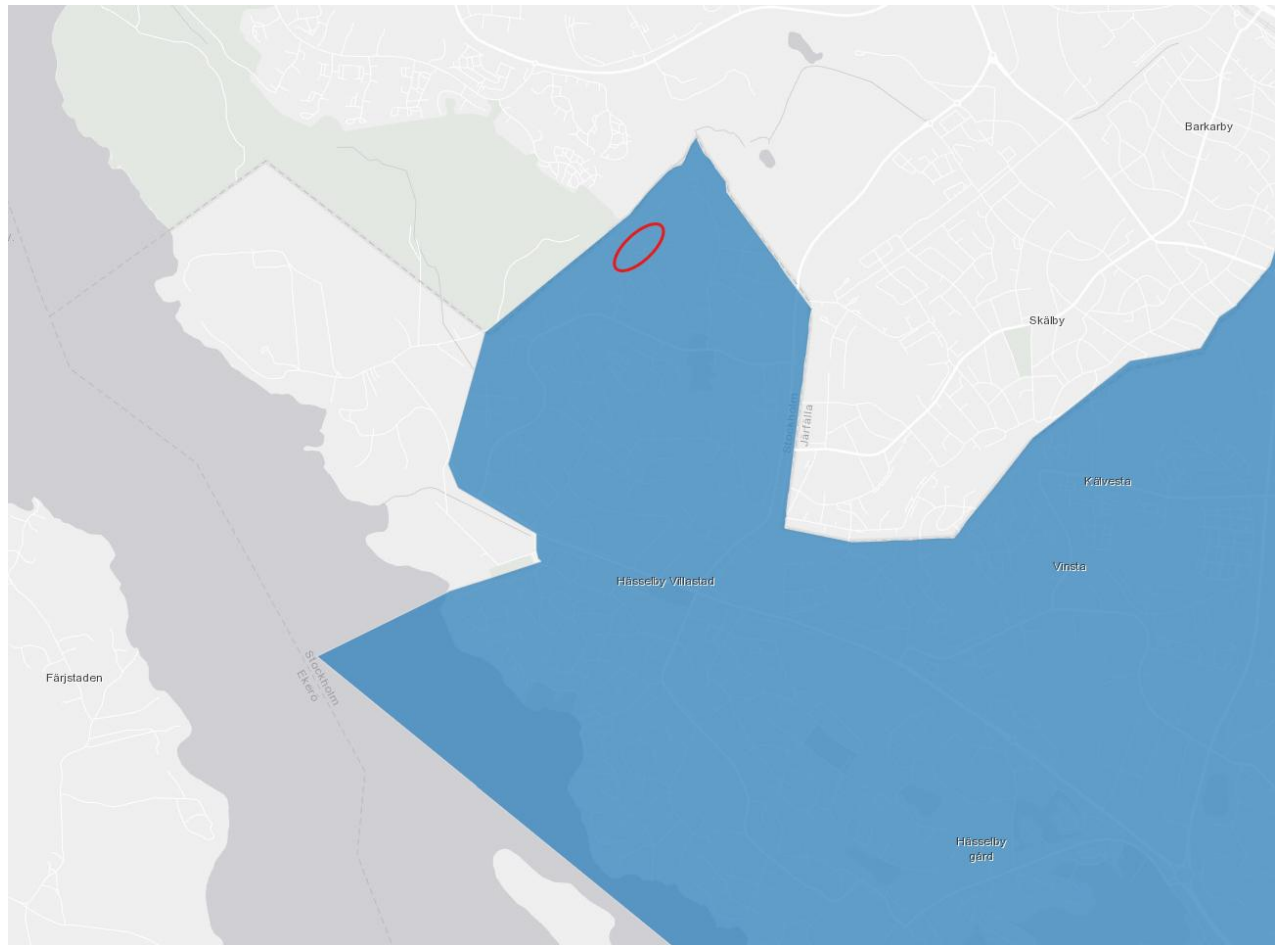 Barkarby
y.
Skälby
Stockholm
Järfälla
Kälvesta
Vinsta
Hässelby Villastad
Färjstaden
Stockholm
Ekerö
Hässelby
gård